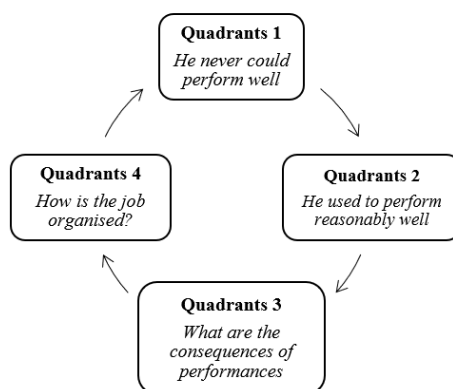 Quadrants 1
He never could
perform well
Quadrants 2
He used to perform
reasonably well
Quadrants 3
What are the
consequences of
performances
Quadrants 4
How is the job
organised?